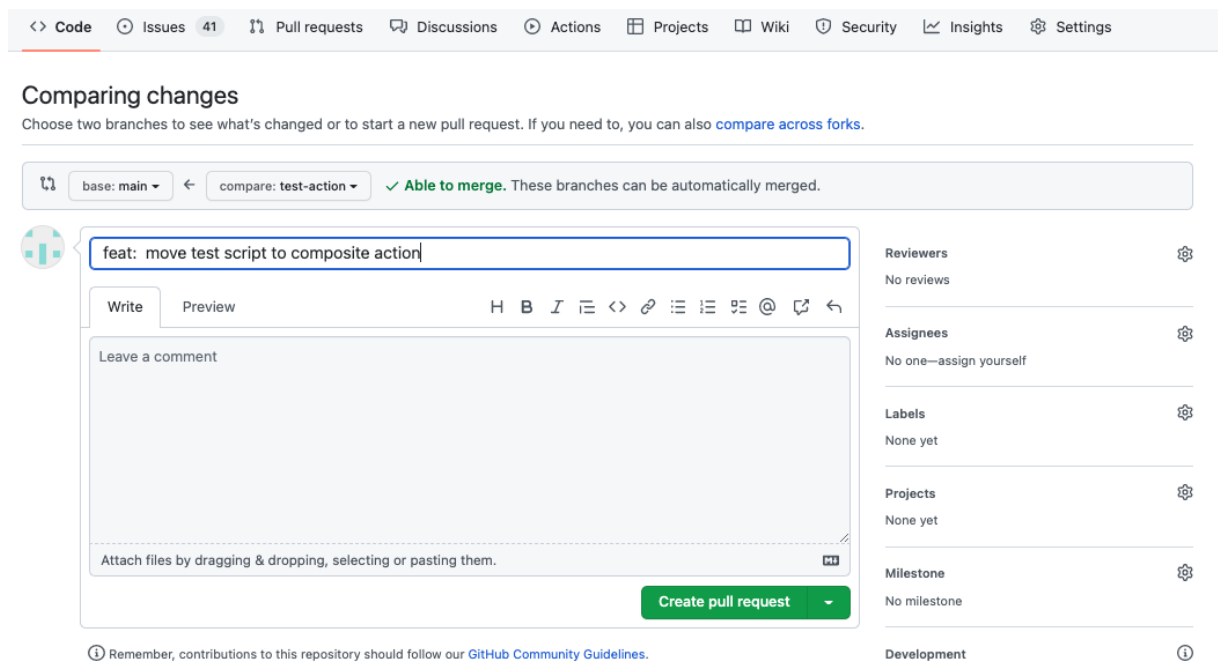 <> Code Issues 41 Pull requests Discussions Actions Projects Wiki Security Insights Settings
Comparing changes
Choose two branches to see what's changed or to start a new pull request. If you need to, you can also compare across forks.
base: main ← compare: test-action ✓ Able to merge. These branches can be automatically merged.
feat:  move test script to composite action
Write Preview H B I <> @
Leave a comment
Attach files by dragging & dropping, selecting or pasting them.
Create pull request
Remember, contributions to this repository should follow our GitHub Community Guidelines.
Reviewers
No reviews
Assignees
No one—assign yourself
Labels
None yet
Projects
None yet
Milestone
No milestone
Development